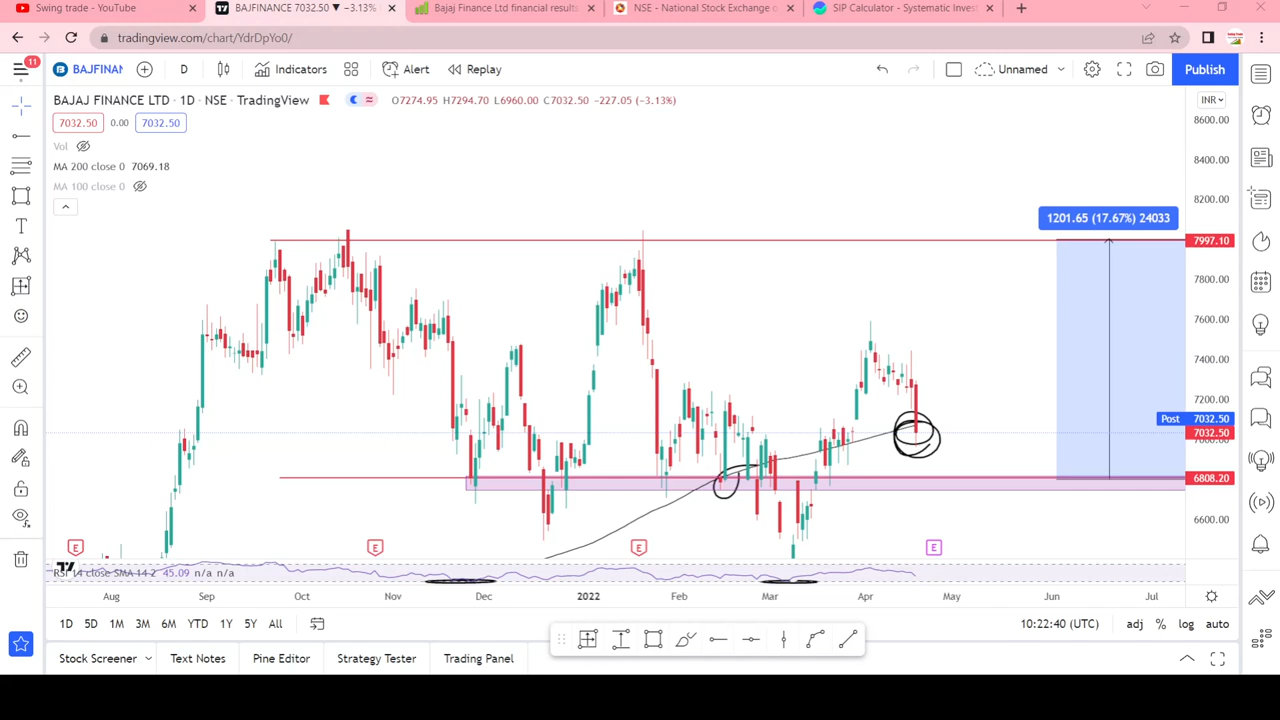 Swing trade - YouTube
BAJFINANCE 7032.50 ▼ −3.13%
Bajaj Finance Ltd financial results
NSE - National Stock Exchange o
SIP Calculator - Systematic Inves
tradingview.com/chart/YdrDpYo0/
11
BAJFINAN
D
Indicators
Alert
Replay
Unnamed
Publish
BAJAJ FINANCE LTD · 1D · NSE · TradingView
O7274.95 H7294.70 L6960.00 C7032.50 −227.05 (−3.13%)
INR
7032.50 0.00 7032.50
Vol
MA 200 close 0 7069.18
MA 100 close 0
8600.00
8400.00
8200.00
1201.65 (17.67%) 24033
7997.10
7800.00
7600.00
7400.00
7200.00
Post 7032.50
7032.50
6808.20
6600.00
E
E
E
E
RSI 14 close SMA 14 2 45.09 n/a n/a
Aug Sep Oct Nov Dec 2022 Feb Mar Apr May Jun Jul
1D 5D 1M 3M 6M YTD 1Y 5Y All
10:22:40 (UTC)
adj % log auto
Stock Screener
Text Notes
Pine Editor
Strategy Tester
Trading Panel